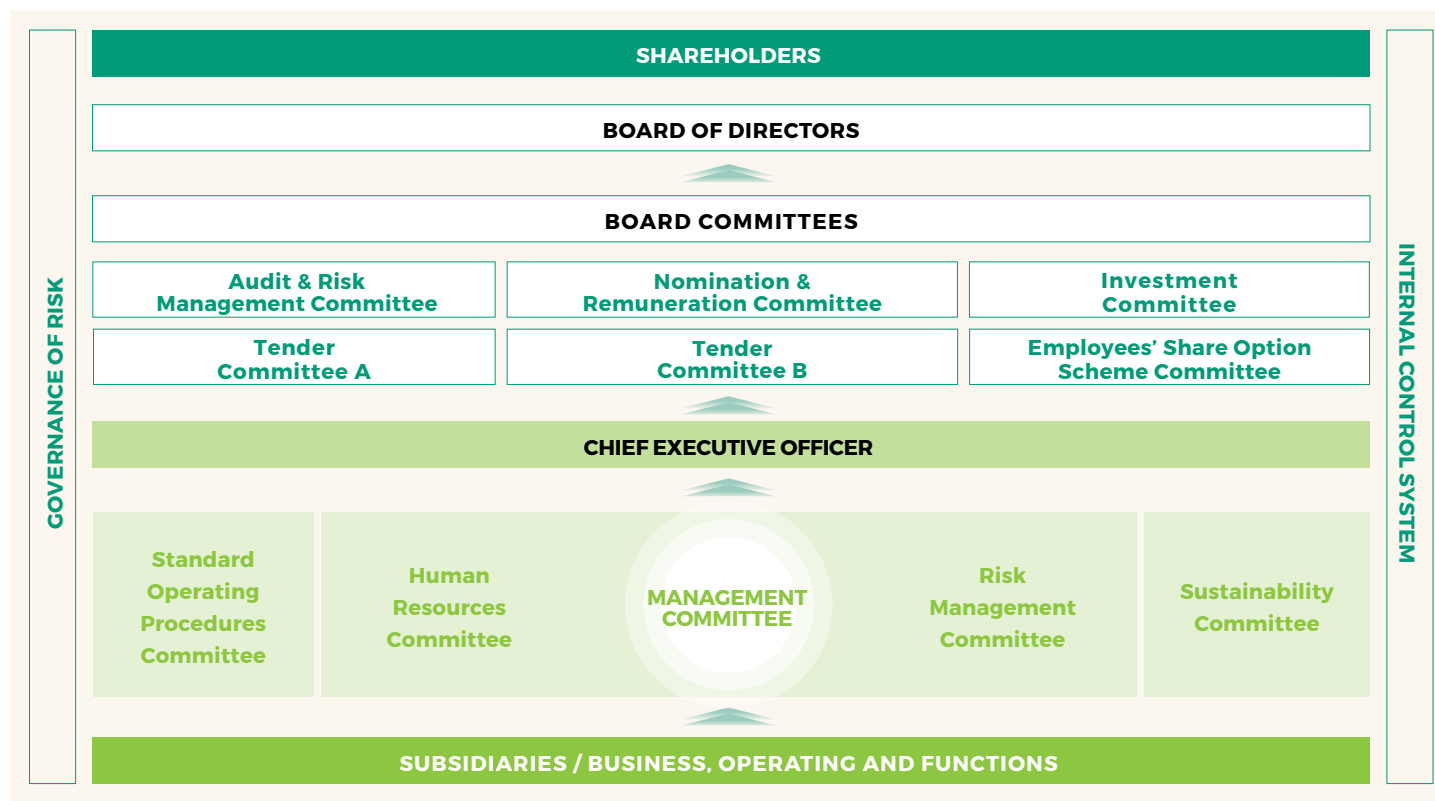 SHAREHOLDERS
BOARD OF DIRECTORS
BOARD COMMITTEES
Audit & Risk
Management Committee
Nomination &
Remuneration Committee
Investment
Committee
Tender
Committee A
Tender
Committee B
Employees’ Share Option
Scheme Committee
CHIEF EXECUTIVE OFFICER
Standard
Operating
Procedures
Committee
Human
Resources
Committee
MANAGEMENT
COMMITTEE
Risk
Management
Committee
Sustainability
Committee
SUBSIDIARIES / BUSINESS, OPERATING AND FUNCTIONS
GOVERNANCE OF RISK
INTERNAL CONTROL SYSTEM